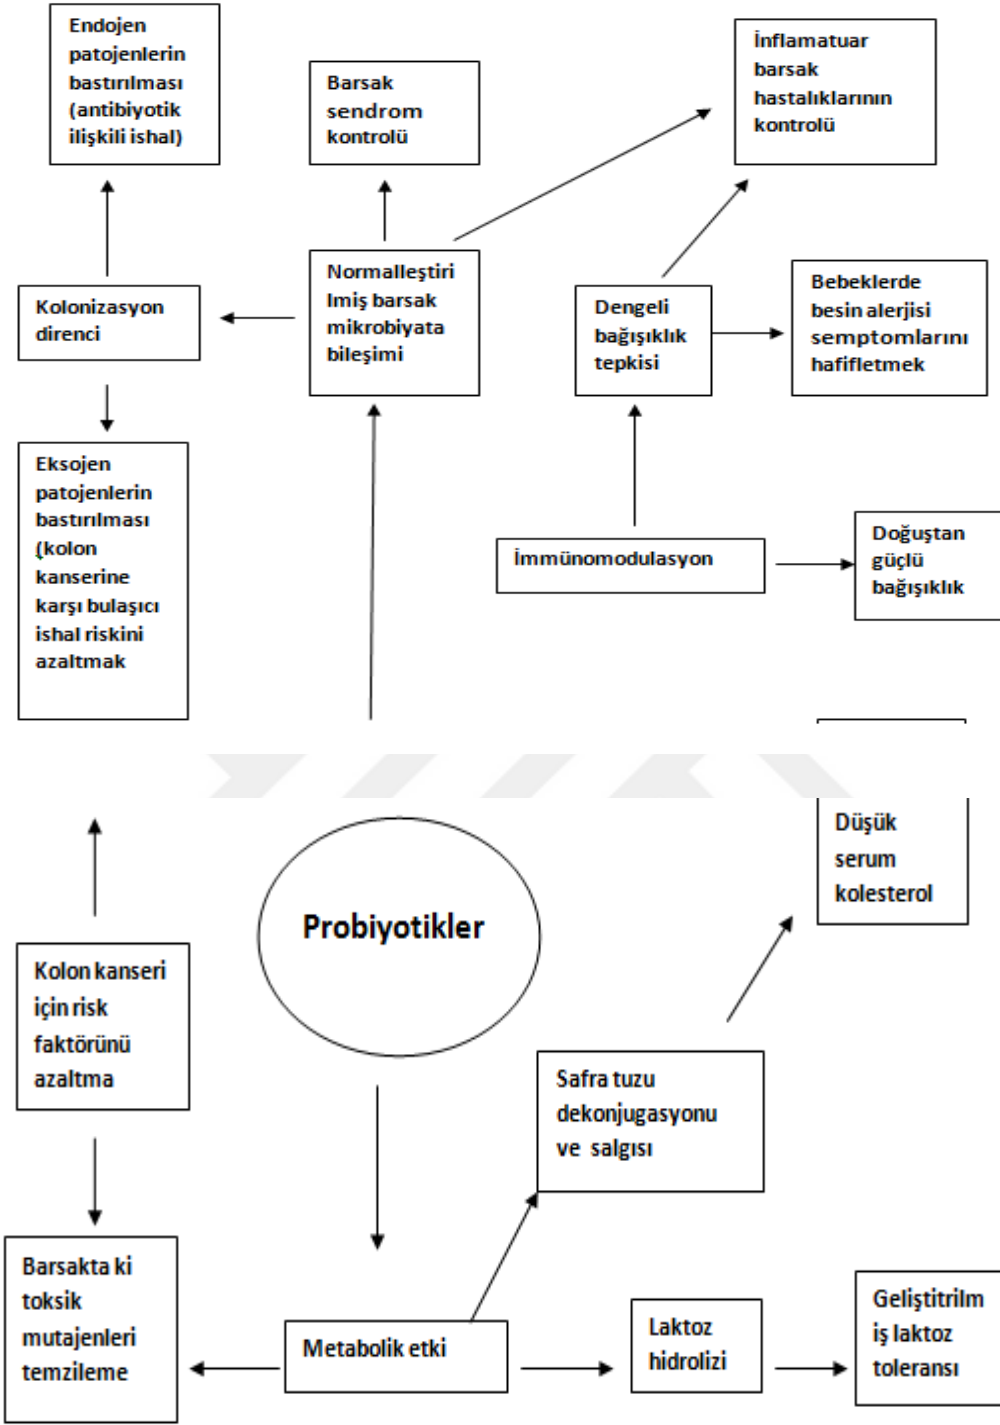 Endojen
patojenlerin
bastırılması
(antibiyotik
ilişkili ishal)
Barsak
sendrom
kontrolü
İnflamatuar
barsak
hastalıklarının
kontrolü
Kolonizasyon
direnci
Normalleştiri
lmiş barsak
mikrobiyata
bileşimi
Dengeli
bağışıklık
tepkisi
Bebeklerde
besin alerjisi
semptomlarını
hafifletmek
Eksojen
patojenlerin
bastırılması
(kolon
kanserine
karşı bulaşıcı
ishal riskini
azaltmak
İmmünomodulasyon
Doğuştan
güçlü
bağışıklık
Düşük
serum
kolesterol
Probiyotikler
Kolon kanseri
için risk
faktörünü
azaltma
Safra tuzu
dekonjugasyonu
ve salgısı
Barsakta ki
toksik
mutajenleri
temzileme
Metabolik etki
Laktoz
hidrolizi
Geliştitrilm
iş laktoz
toleransı